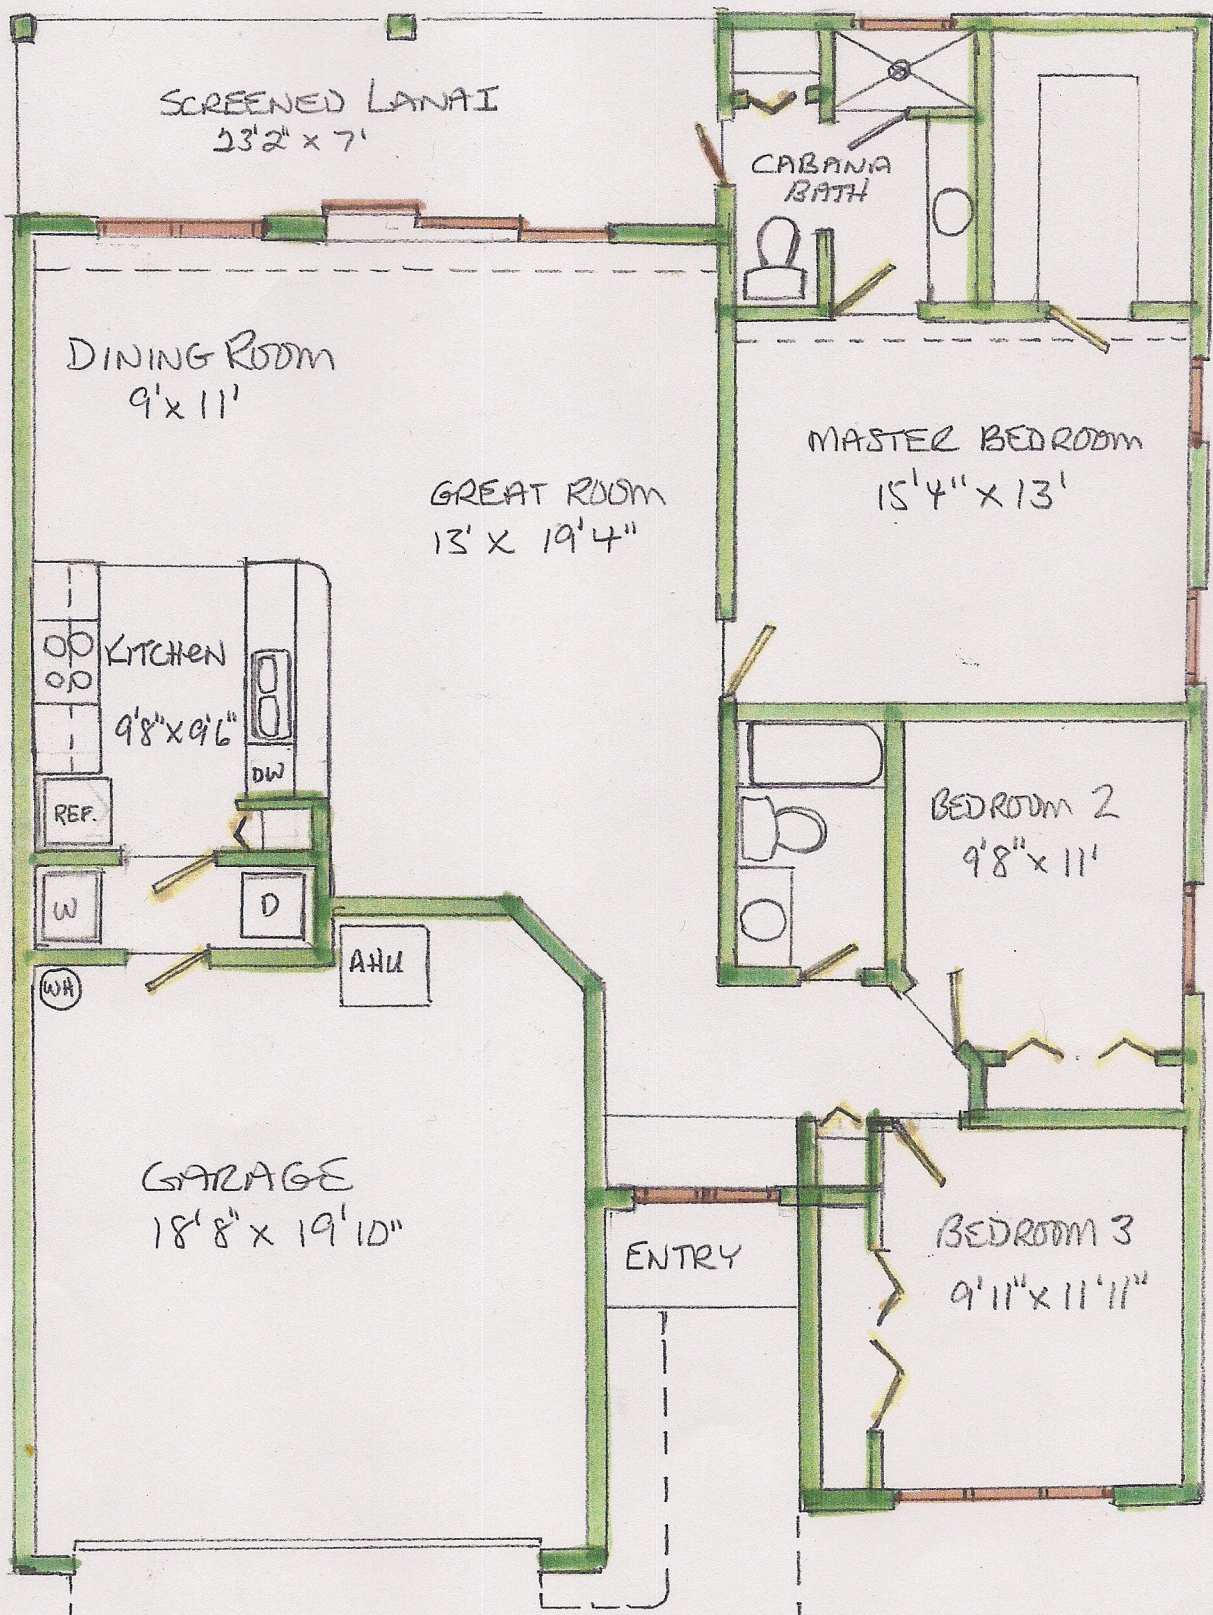 SCREENED LANAI
23'2" x 7'
CABANA
BATH
DINING ROOM
9' x 11'
GREAT ROOM
13' x 19'4"
MASTER BEDROOM
15'4" x 13'
KITCHEN
9'8" x 9'6"
DW
REF.
W
D
WH
AHU
BEDROOM 2
9'8" x 11'
GARAGE
18'8" x 19'10"
ENTRY
BEDROOM 3
9'11" x 11'11"